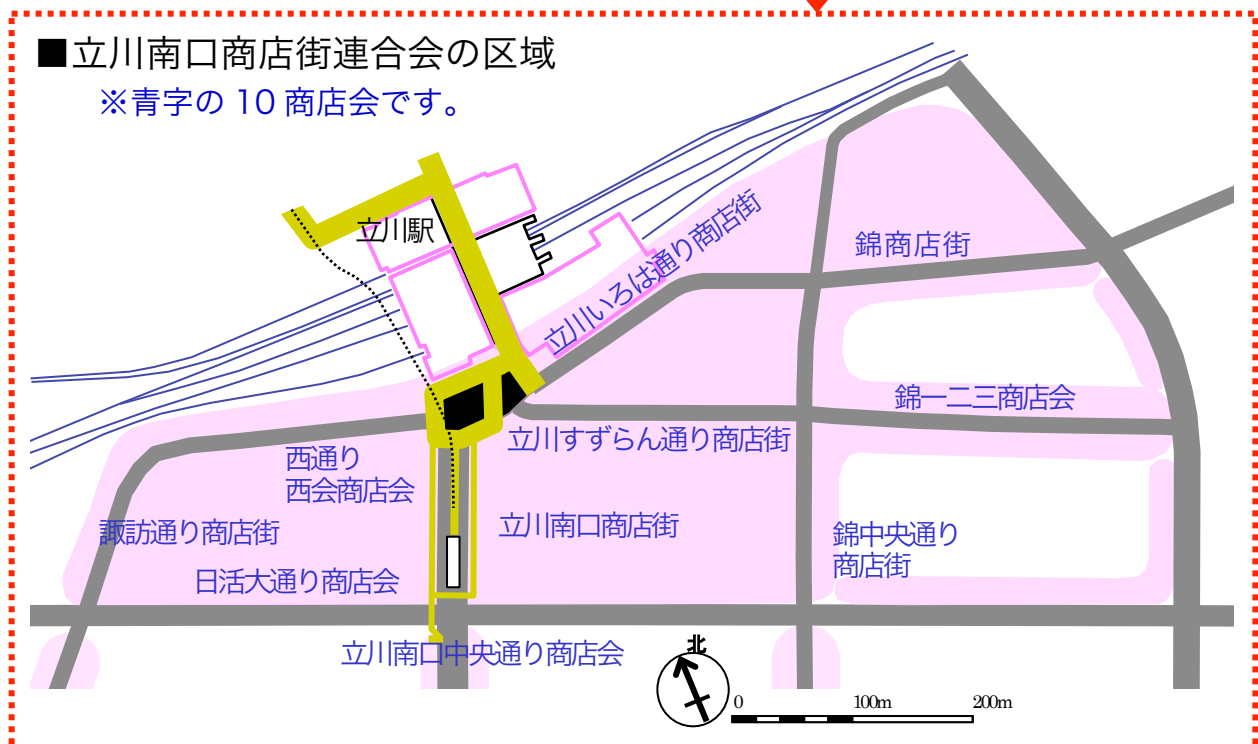 ■立川南口商店街連合会の区域
※青字の 10 商店会です。
立川駅
立川いろは通り商店街
錦商店街
錦一二三商店会
立川すずらん通り商店街
西通り
西会商店会
諏訪通り商店街
立川南口商店街
錦中央通り
商店街
日活大通り商店会
立川南口中央通り商店会
北
0 100m 200m